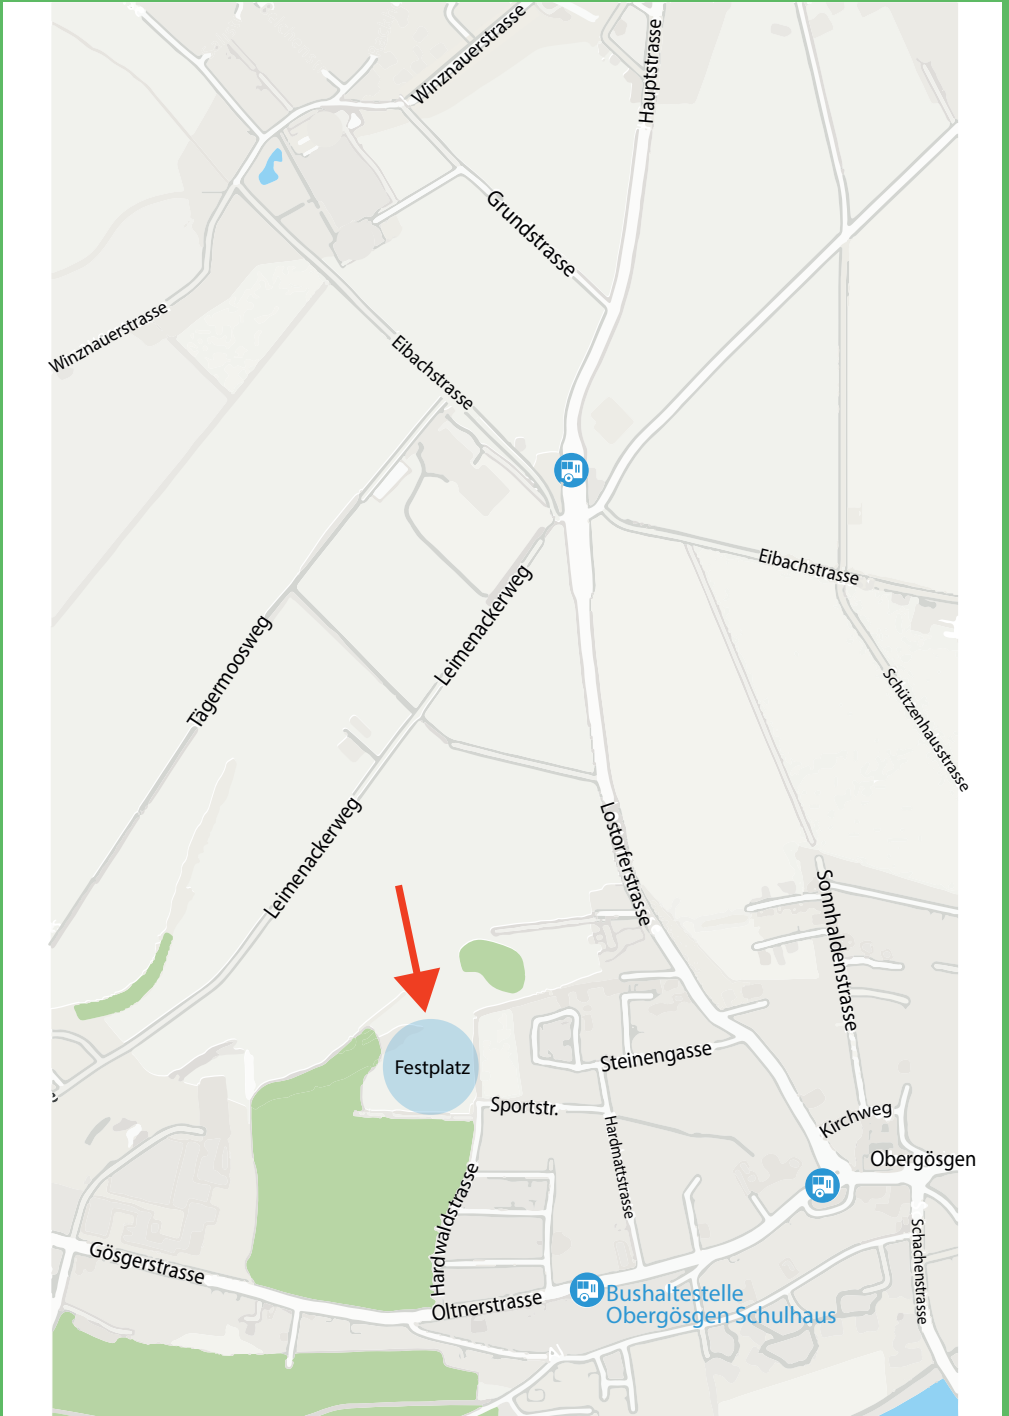 Winznauerstrasse
Hauptstrasse
Grundstrasse
Winznauerstrasse
Eibachstrasse
Eibachstrasse
Leimenackerweg
Tägermoosweg
Schützenhausstrasse
Leimenackerweg
Lostorferstrasse
Sonnhaldenstrasse
Steinengasse
Festplatz
Sportstr.
Kirchweg
Hardmattstrasse
Obergösgen
Hardwaldstrasse
Schachenstrasse
Gösgerstrasse
Oltnerstrasse
Bushaltestelle
Obergösgen Schulhaus